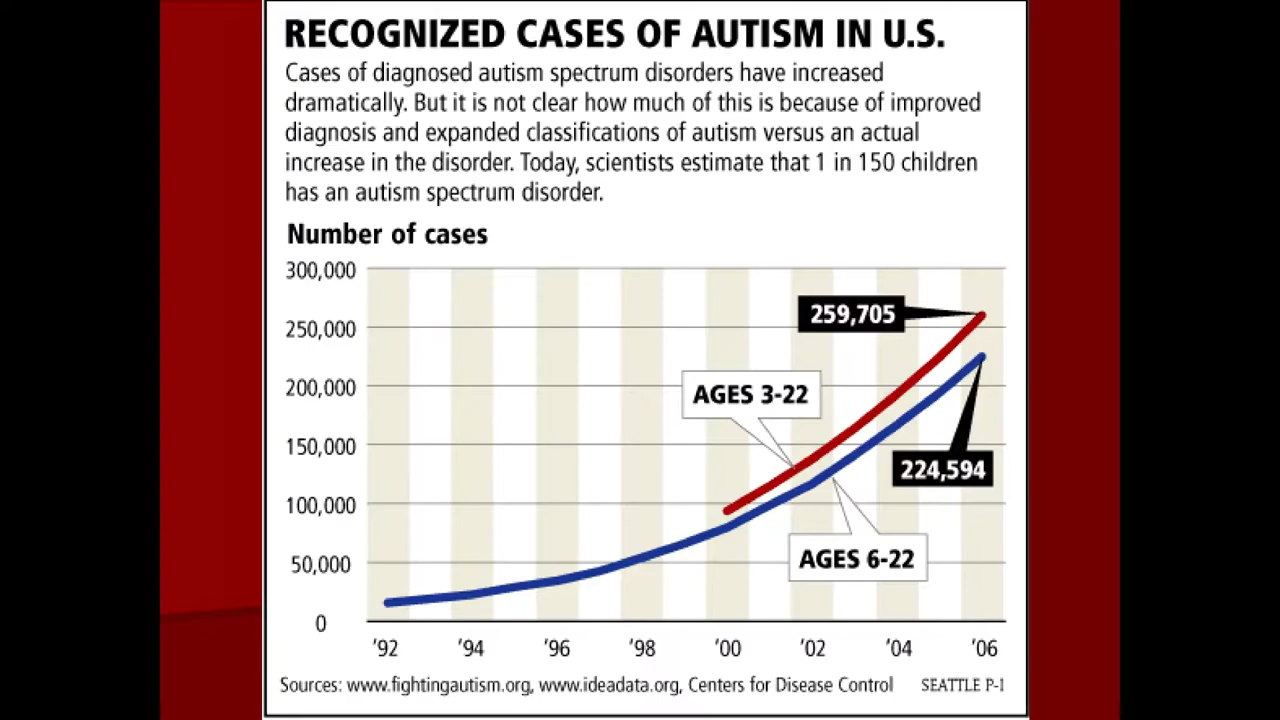 RECOGNIZED CASES OF AUTISM IN U.S.
Cases of diagnosed autism spectrum disorders have increased
dramatically. But it is not clear how much of this is because of improved
diagnosis and expanded classifications of autism versus an actual
increase in the disorder. Today, scientists estimate that 1 in 150 children
has an autism spectrum disorder.
Number of cases
300,000
259,705
250,000
AGES 3-22
200,000
150,000
224,594
100,000
AGES 6-22
50,000
0
'92 '94 '96 '98 '00 '02 '04 '06
Sources: www.fightingautism.org, www.ideadata.org, Centers for Disease Control SEATTLE P-I